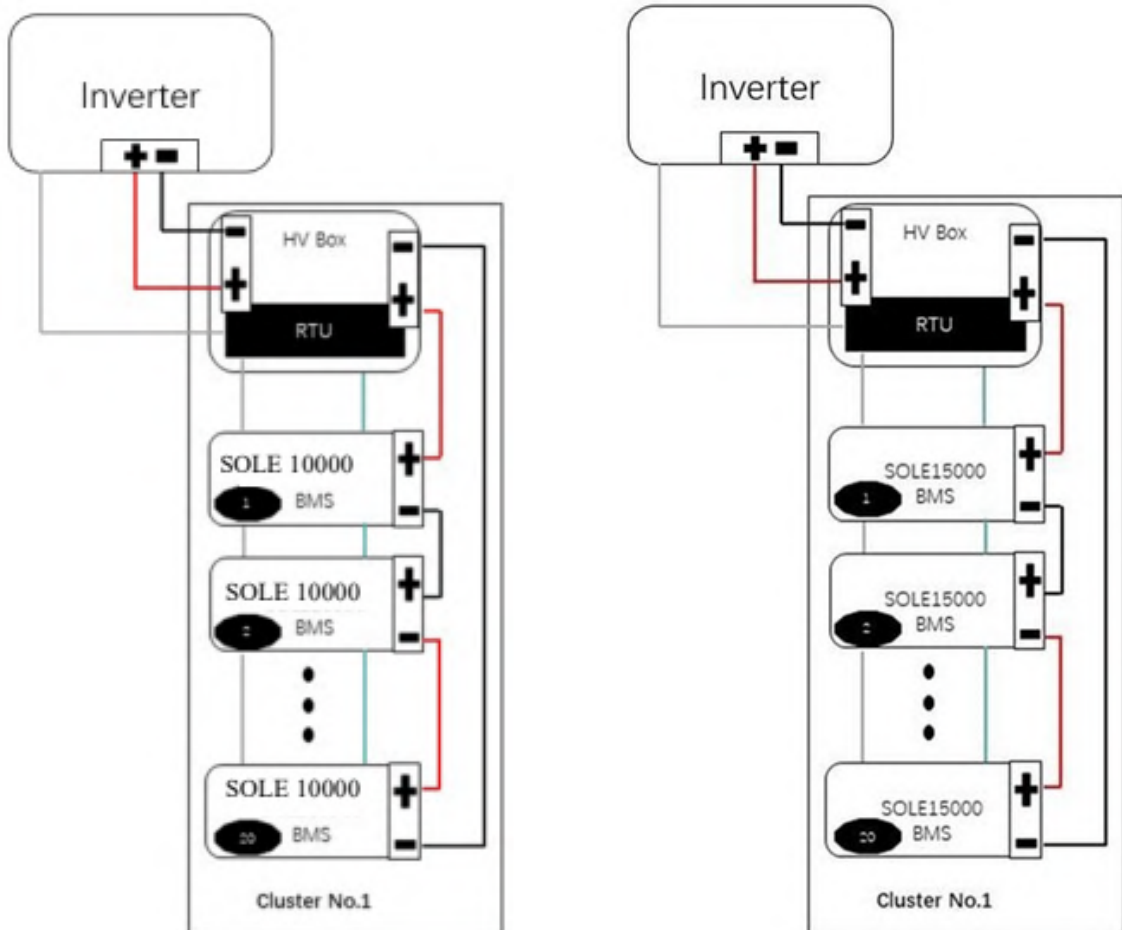 Inverter
HV Box
RTU
SOLE 10000
1
BMS
SOLE 10000
2
BMS
SOLE 10000
20
BMS
Cluster No.1
Inverter
HV Box
RTU
SOLE15000
BMS
1
SOLE15000
BMS
2
SOLE15000
BMS
20
Cluster No.1